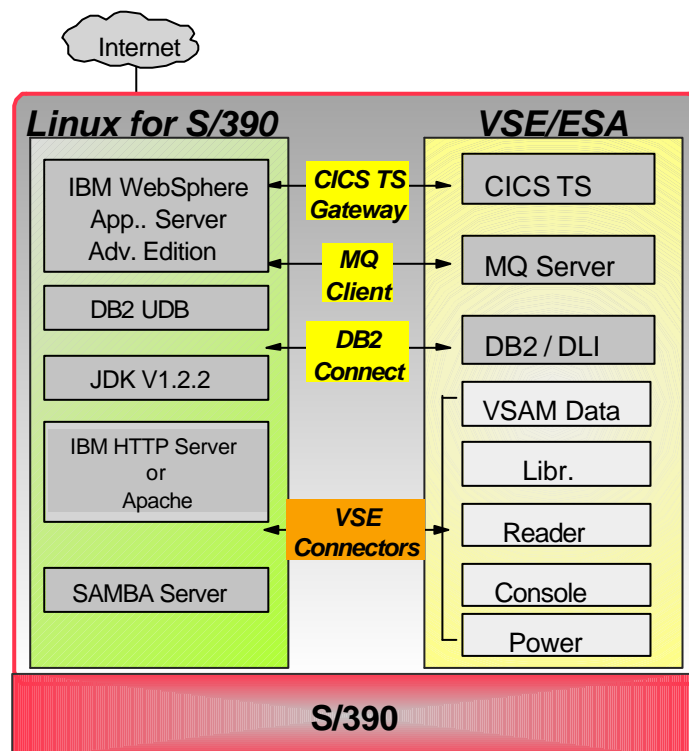 Internet
Linux for S/390
IBM WebSphere
App.. Server
Adv. Edition
DB2 UDB
JDK V1.2.2
IBM HTTP Server
or
Apache
SAMBA Server
CICS TS
Gateway
MQ
Client
DB2
Connect
VSE
Connectors
VSE/ESA
CICS TS
MQ Server
DB2 / DLI
VSAM Data
Libr.
Reader
Console
Power
S/390